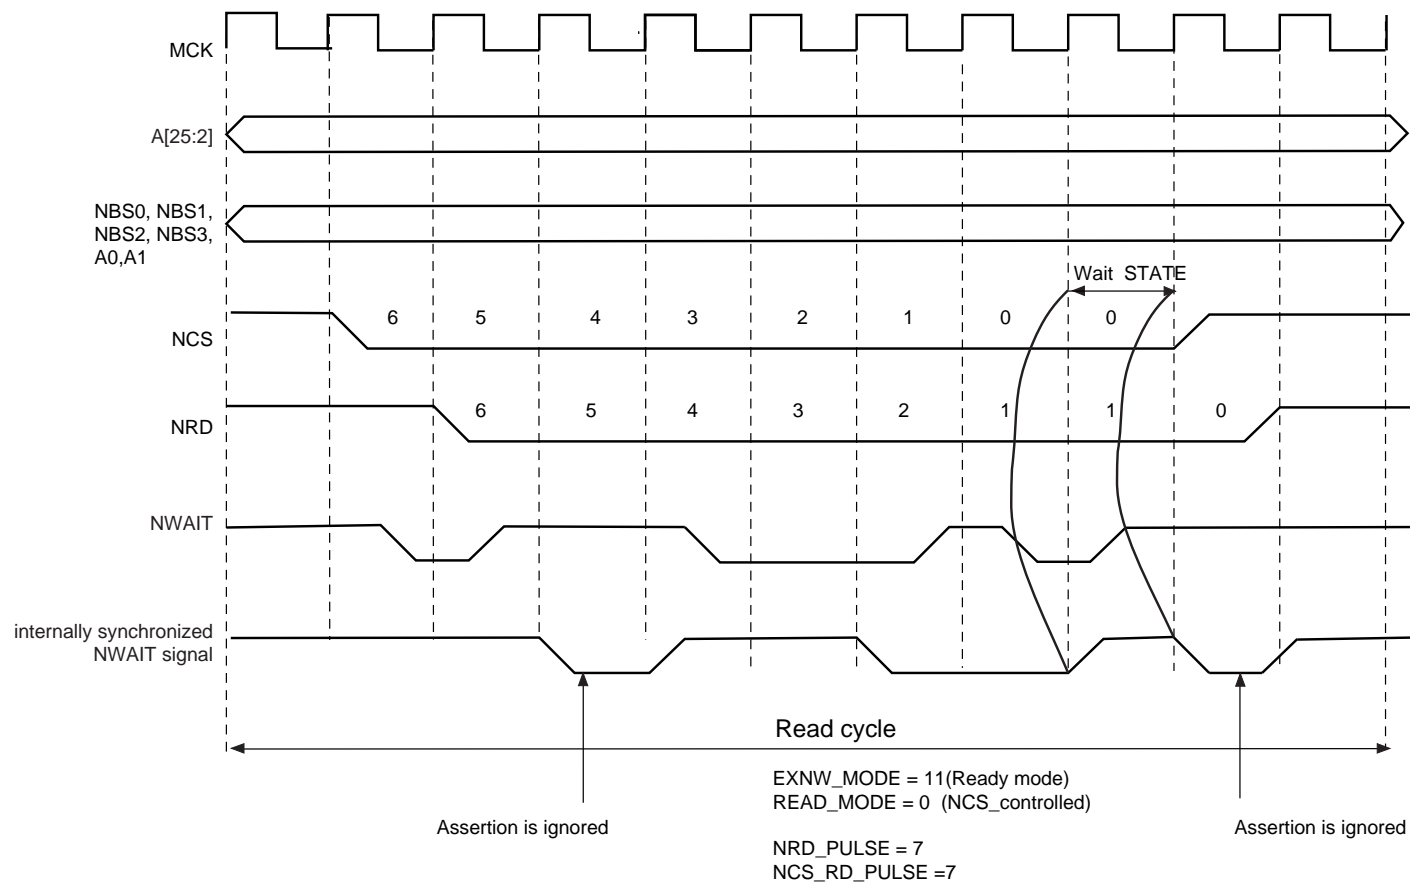 MCK
A[25:2]
NBS0, NBS1,
NBS2, NBS3,
A0,A1
Wait STATE
NCS
6 5 4 3 2 1 0 0
NRD
6 5 4 3 2 1 1 0
NWAIT
internally synchronized
NWAIT signal
Read cycle
EXNW_MODE = 11(Ready mode)
READ_MODE = 0 (NCS_controlled)
Assertion is ignored
Assertion is ignored
NRD_PULSE = 7
NCS_RD_PULSE =7